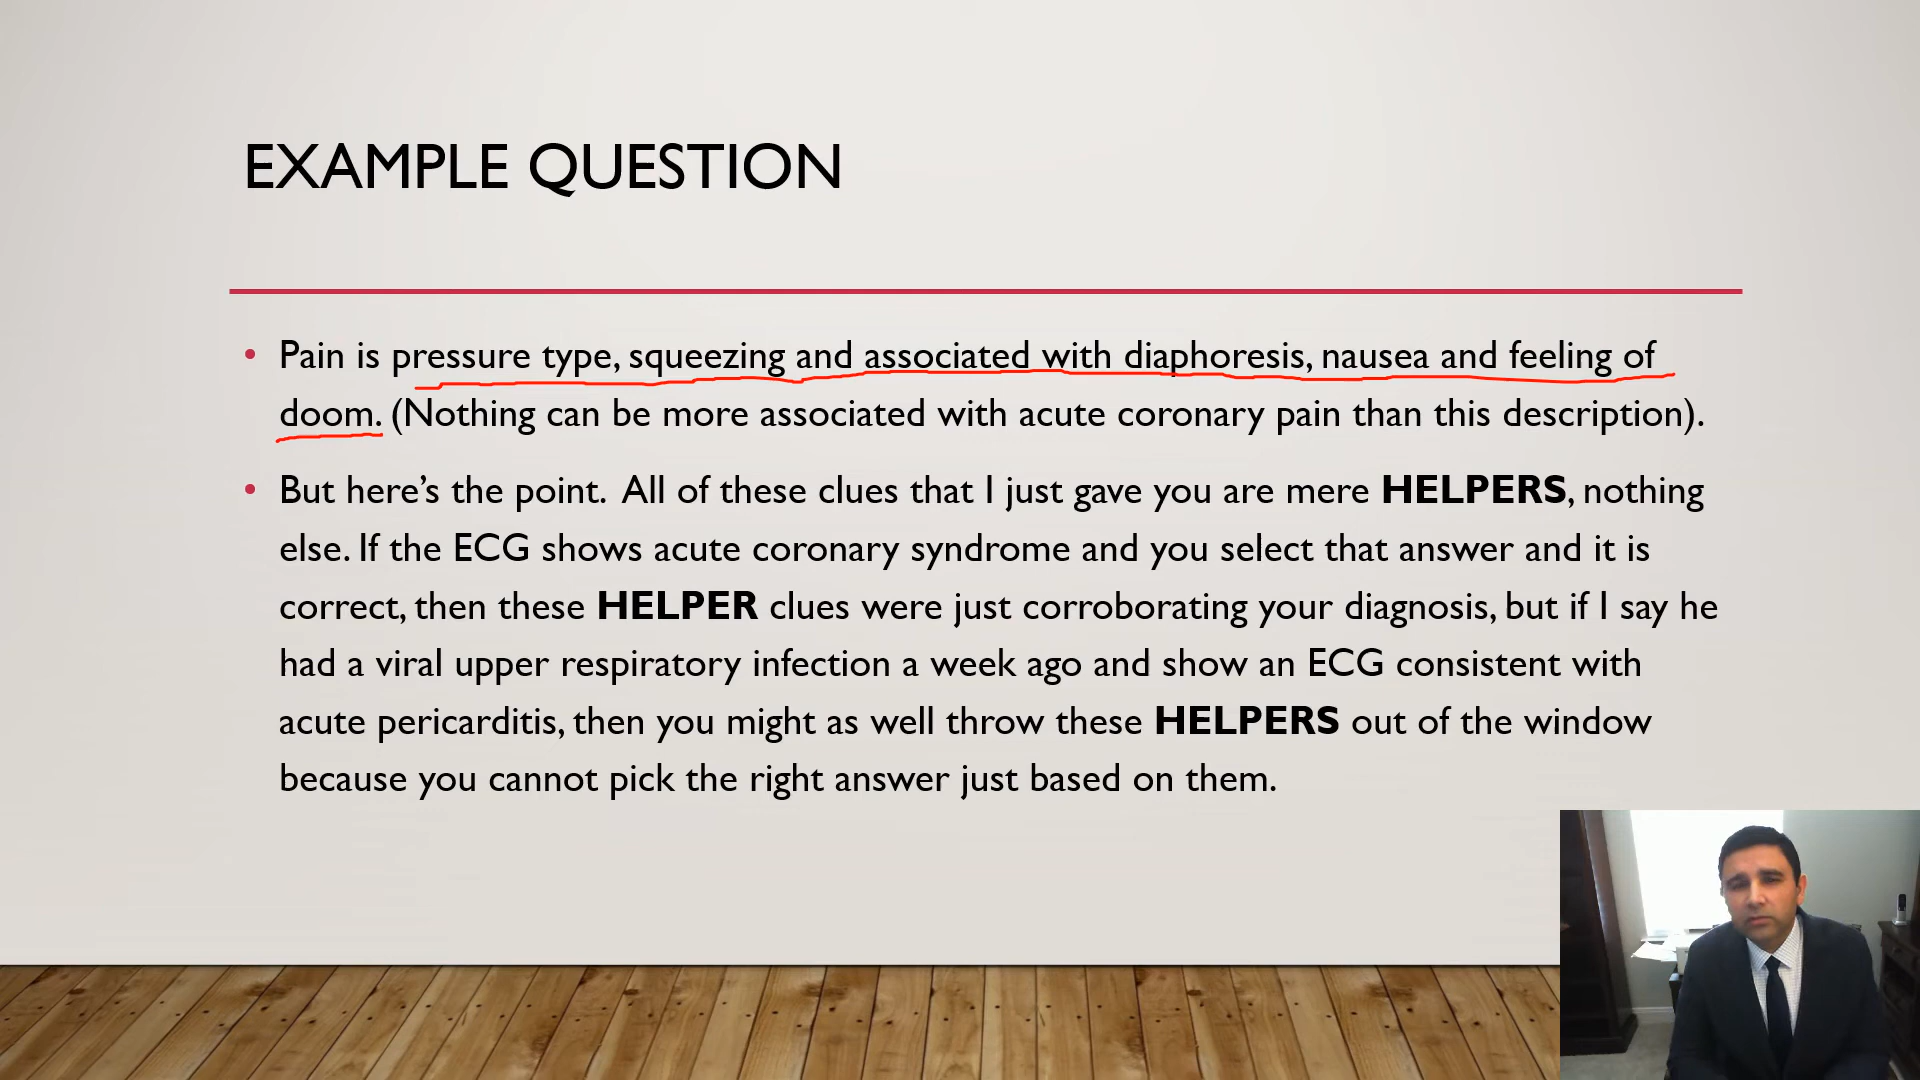 EXAMPLE QUESTION
• Pain is pressure type, squeezing and associated with diaphoresis, nausea and feeling of
doom. (Nothing can be more associated with acute coronary pain than this description).
• But here’s the point.  All of these clues that I just gave you are mere HELPERS, nothing
else. If the ECG shows acute coronary syndrome and you select that answer and it is
correct, then these HELPER clues were just corroborating your diagnosis, but if I say he
had a viral upper respiratory infection a week ago and show an ECG consistent with
acute pericarditis, then you might as well throw these HELPERS out of the window
because you cannot pick the right answer just based on them.